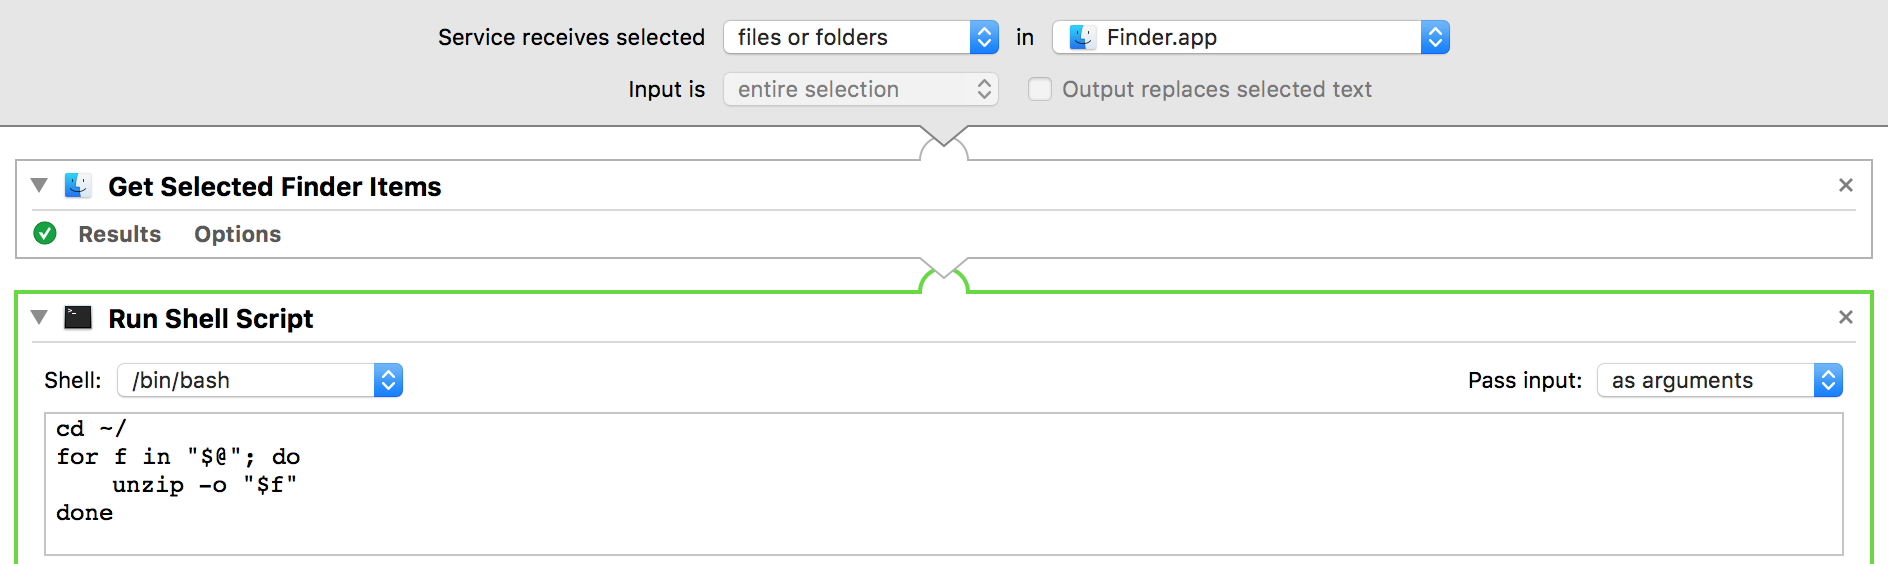 Service receives selected files or folders in Finder.app
Input is entire selection Output replaces selected text
Get Selected Finder Items
Results Options
Run Shell Script
Shell: /bin/bash Pass input: as arguments
cd ~/
for f in "$@"; do
    unzip -o "$f"
done